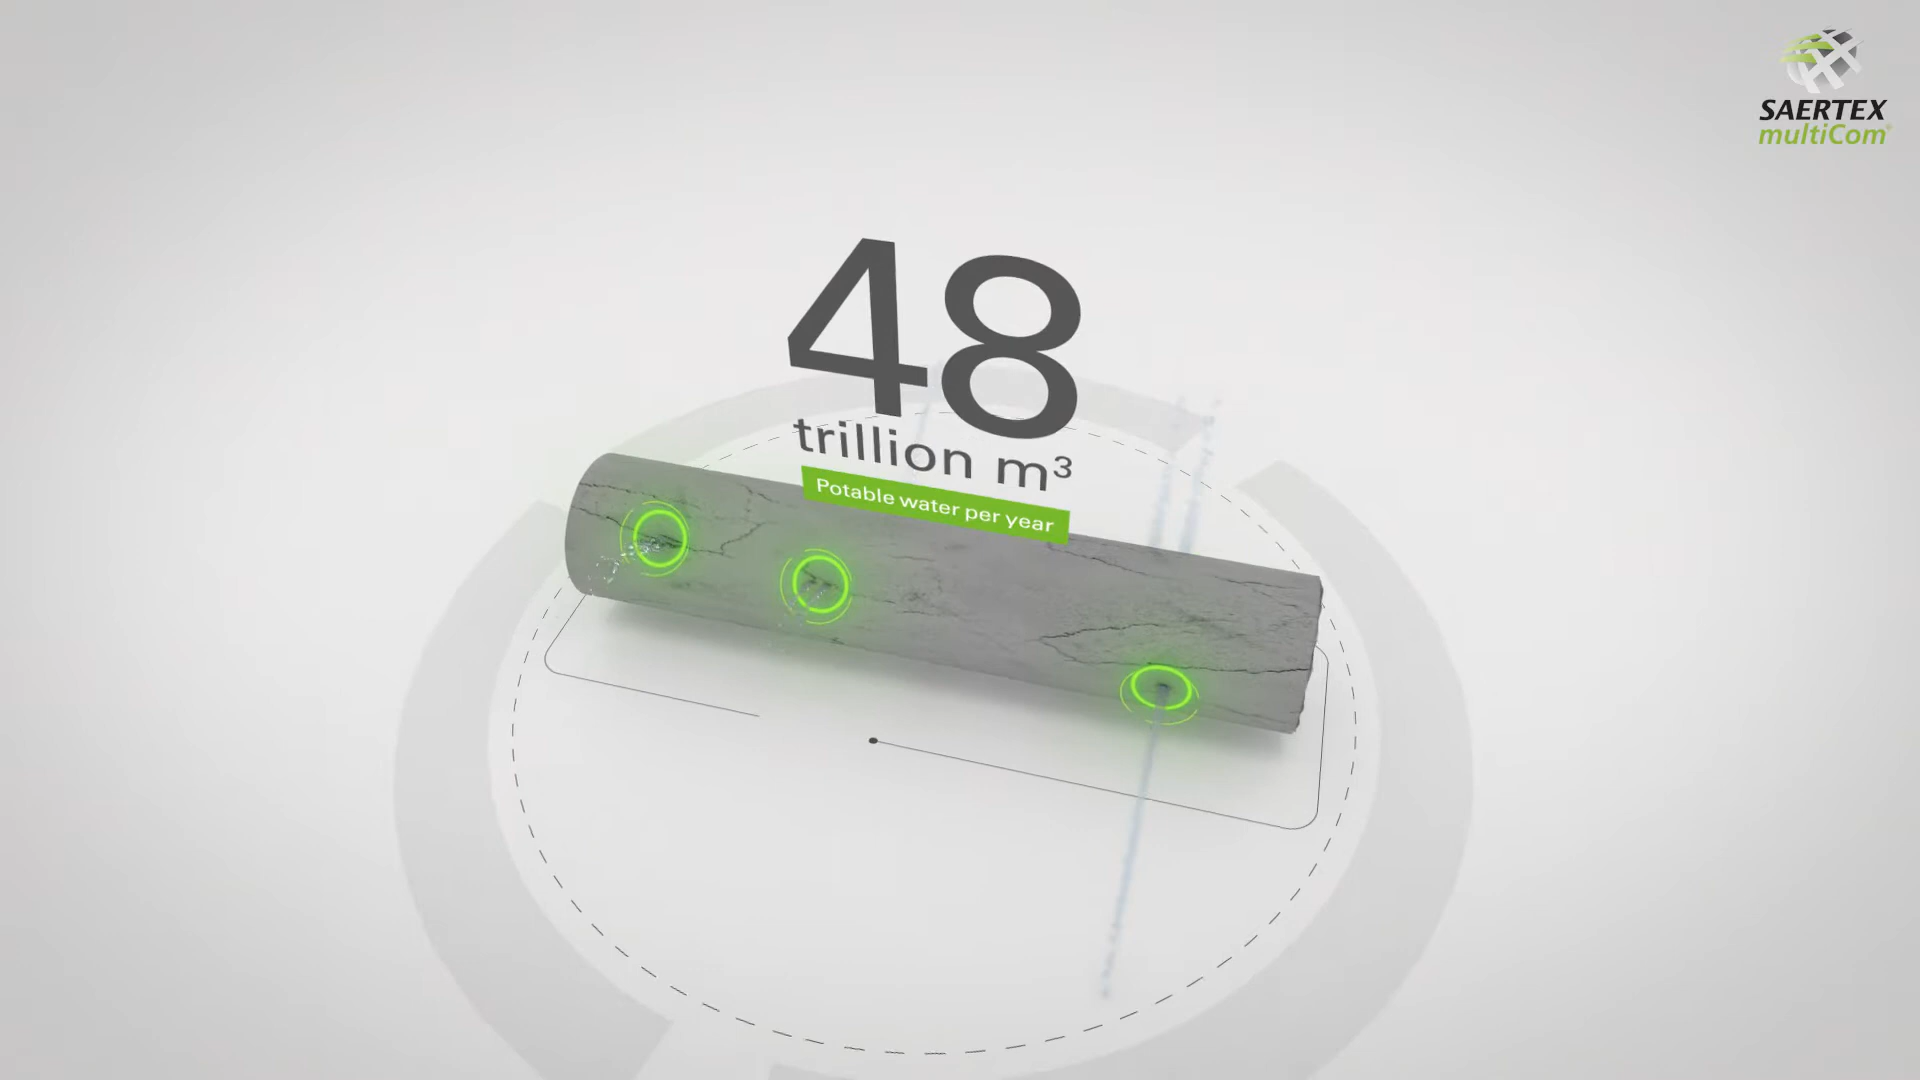 SAERTEX
multiCom®
48
trillion m³
Potable water per year